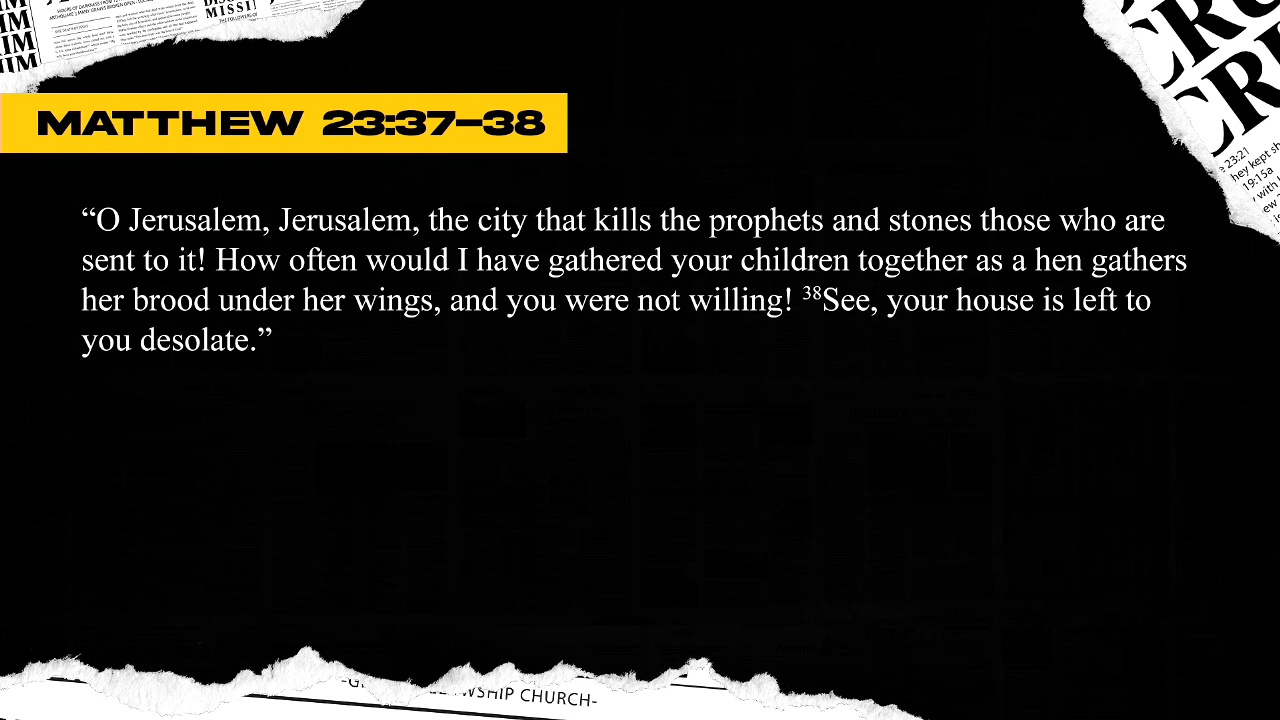 MATTHEW 23:37–38
“O Jerusalem, Jerusalem, the city that kills the prophets and stones those who are
sent to it! How often would I have gathered your children together as a hen gathers
her brood under her wings, and you were not willing! ³⁸See, your house is left to
you desolate.”
CHURCH-